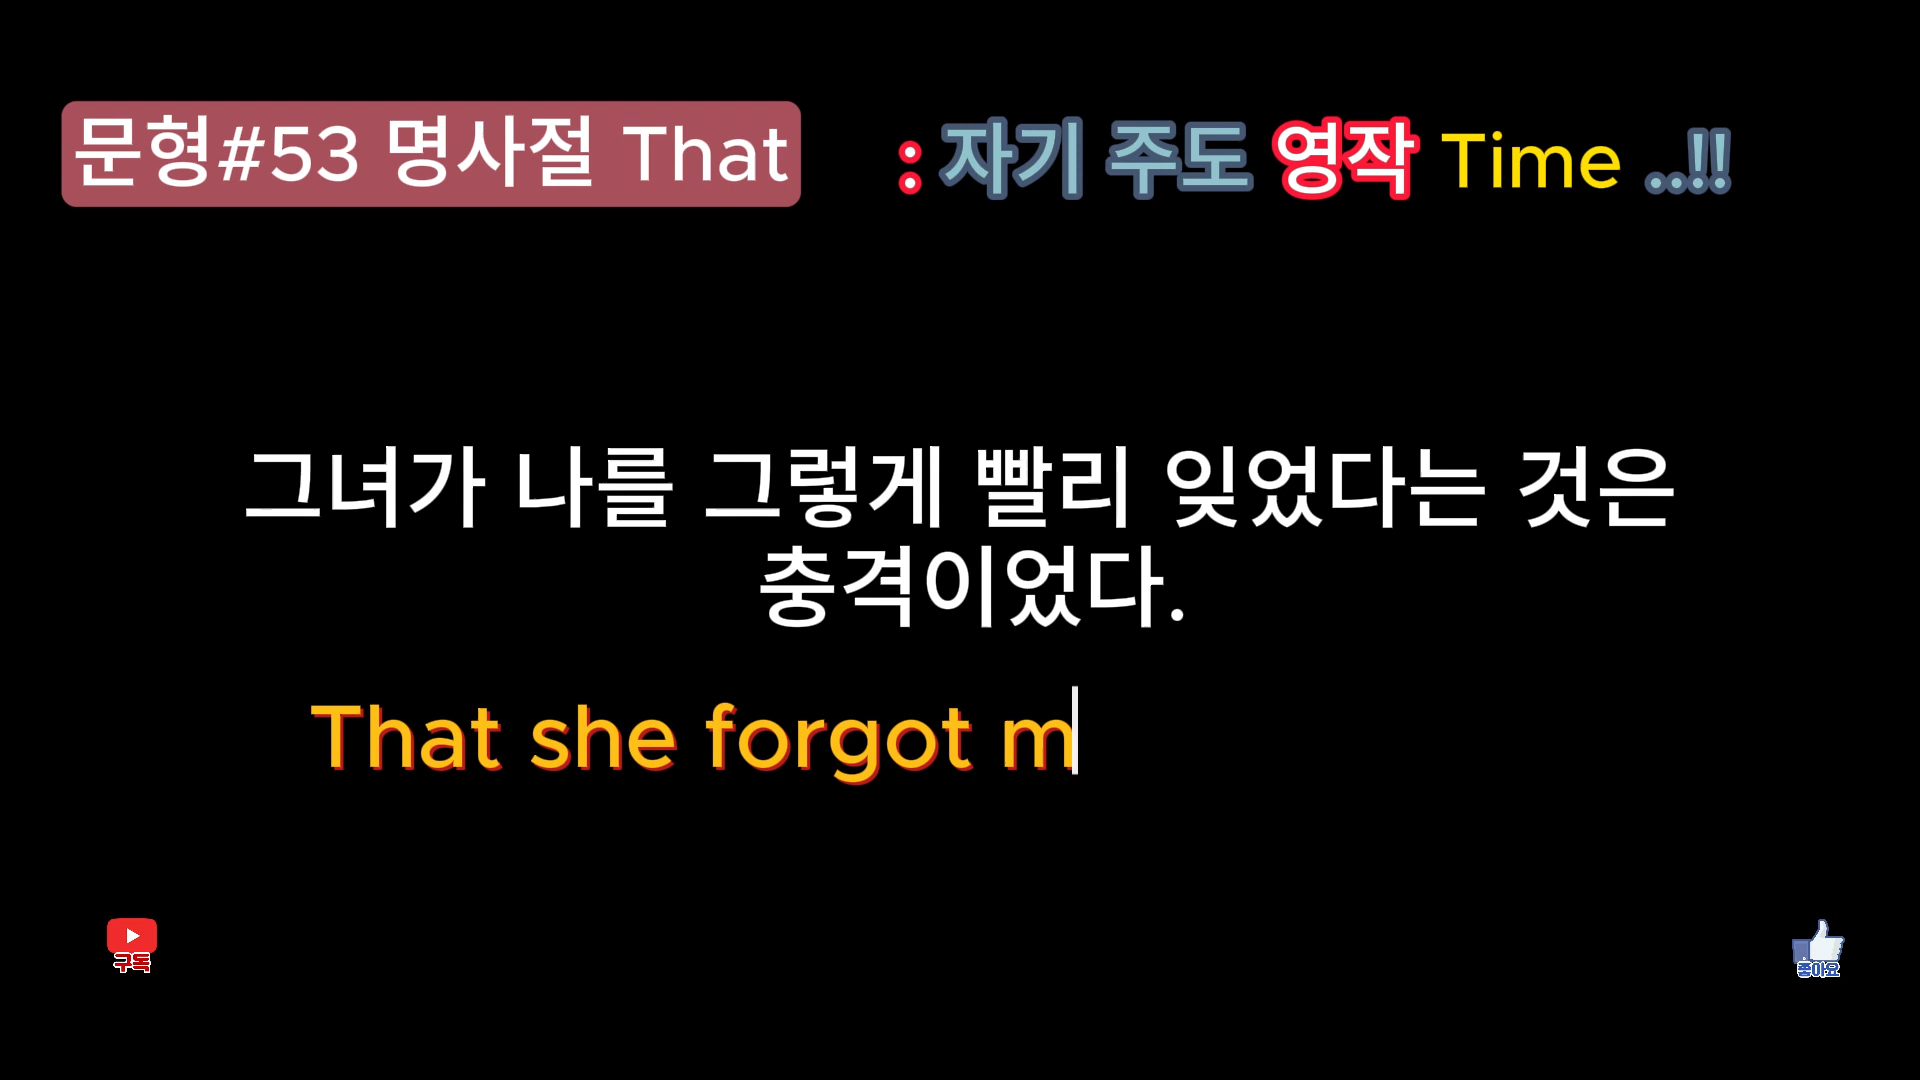 문형#53 명사절 That : 자기 주도 영작 Time ..!!
그녀가 나를 그렇게 빨리 잊었다는 것은
충격이었다.
That she forgot m
구독
좋아요